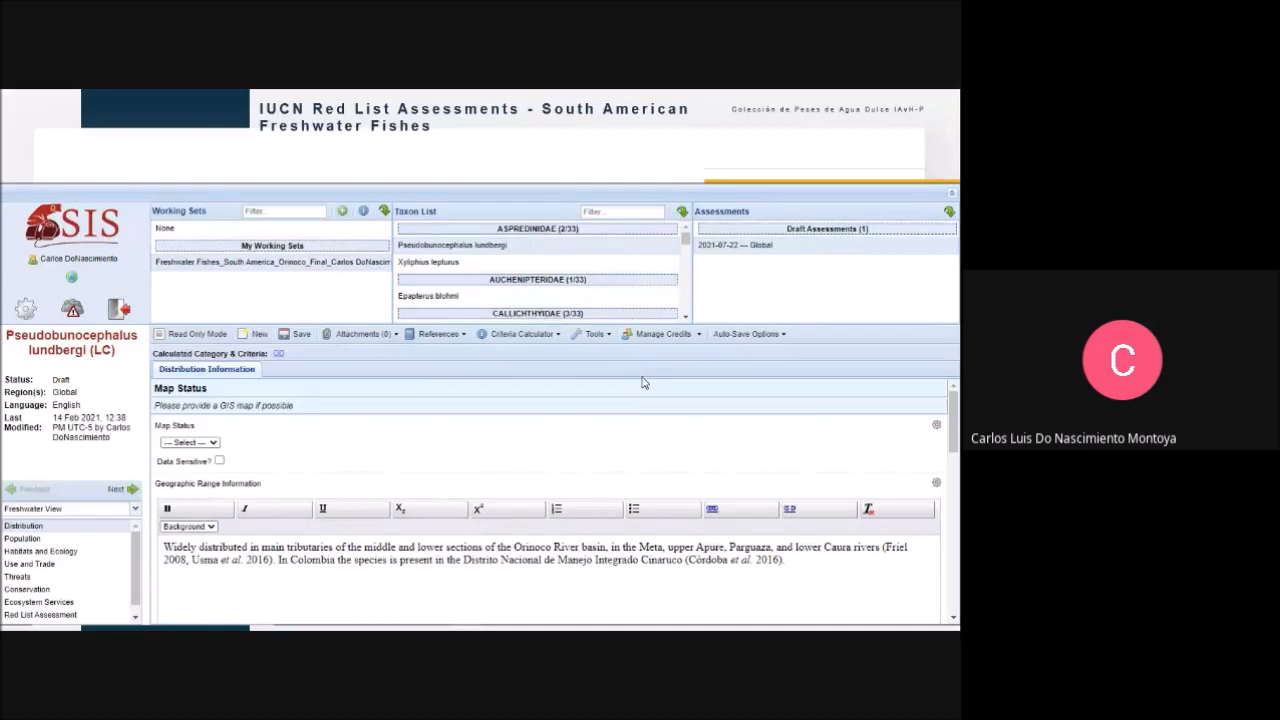 IUCN Red List Assessments - South American
Freshwater Fishes
Colección de Peces de Agua Dulce IAvH-P
SIS
Carlos DoNascimiento
Working Sets
Filter...
None
My Working Sets
Freshwater Fishes_South America_Orinoco_Final_Carlos DoNascim
Taxon List
Filter...
ASPREDINIDAE (2/33)
Pseudobunocephalus lundbergi
Xyliphius lepturus
AUCHENIPTERIDAE (1/33)
Epapterus blohmi
CALLICHTHYIDAE (3/33)
Assessments
Draft Assessments (1)
2021-07-22 --- Global
Pseudobunocephalus
lundbergi (LC)
Status: Draft
Region(s): Global
Language: English
Last 14 Feb 2021, 12:38
Modified: PM UTC-5 by Carlos
DoNascimiento
Previous Next
Freshwater View
Distribution
Population
Habitats and Ecology
Use and Trade
Threats
Conservation
Ecosystem Services
Red List Assessment
Read Only Mode New Save Attachments (0) References Criteria Calculator Tools Manage Credits Auto-Save Options
Calculated Category & Criteria:
Distribution Information
Map Status
Please provide a GIS map if possible
Map Status
--- Select ---
Data Sensitive?
Geographic Range Information
B I U X₂ X² Tx
Background
Widely distributed in main tributaries of the middle and lower sections of the Orinoco River basin, in the Meta, upper Apure, Parguaza, and lower Caura rivers (Friel
2008, Usma et al. 2016). In Colombia the species is present in the Distrito Nacional de Manejo Integrado Cinaruco (Córdoba et al. 2016).
C
Carlos Luis Do Nascimiento Montoya